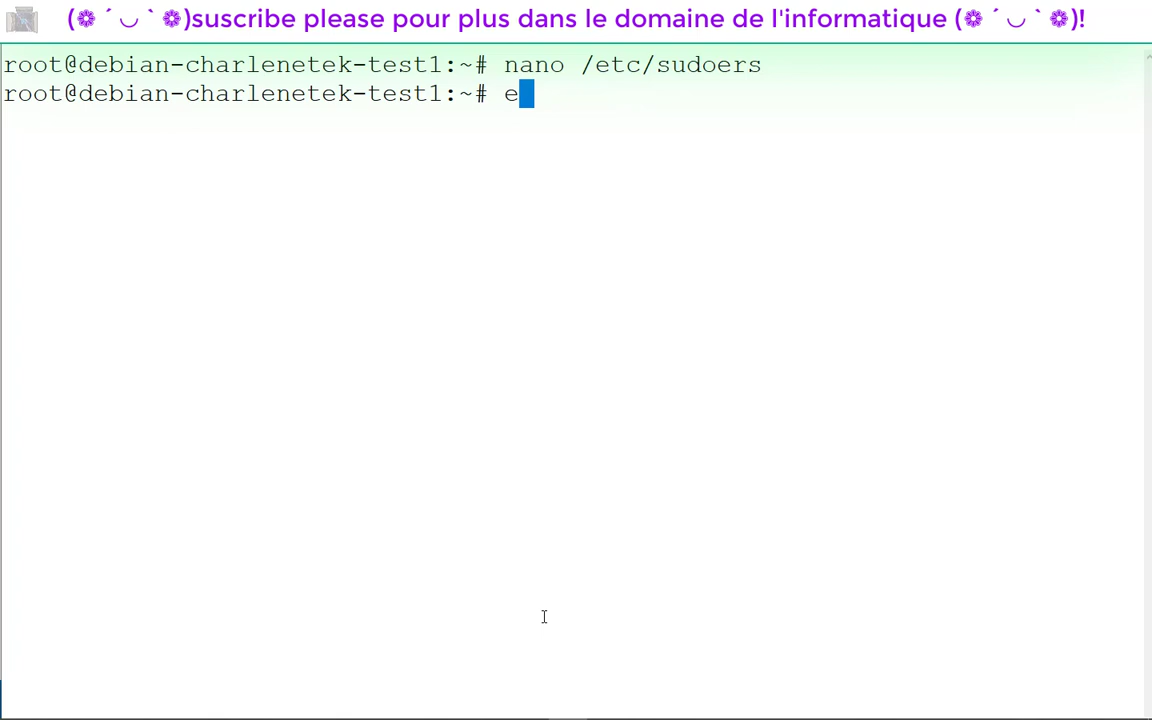 (❁´◡`❁)suscribe please pour plus dans le domaine de l'informatique (❁´◡`❁)!
root@debian-charlenetek-test1:~# nano /etc/sudoers
root@debian-charlenetek-test1:~# e